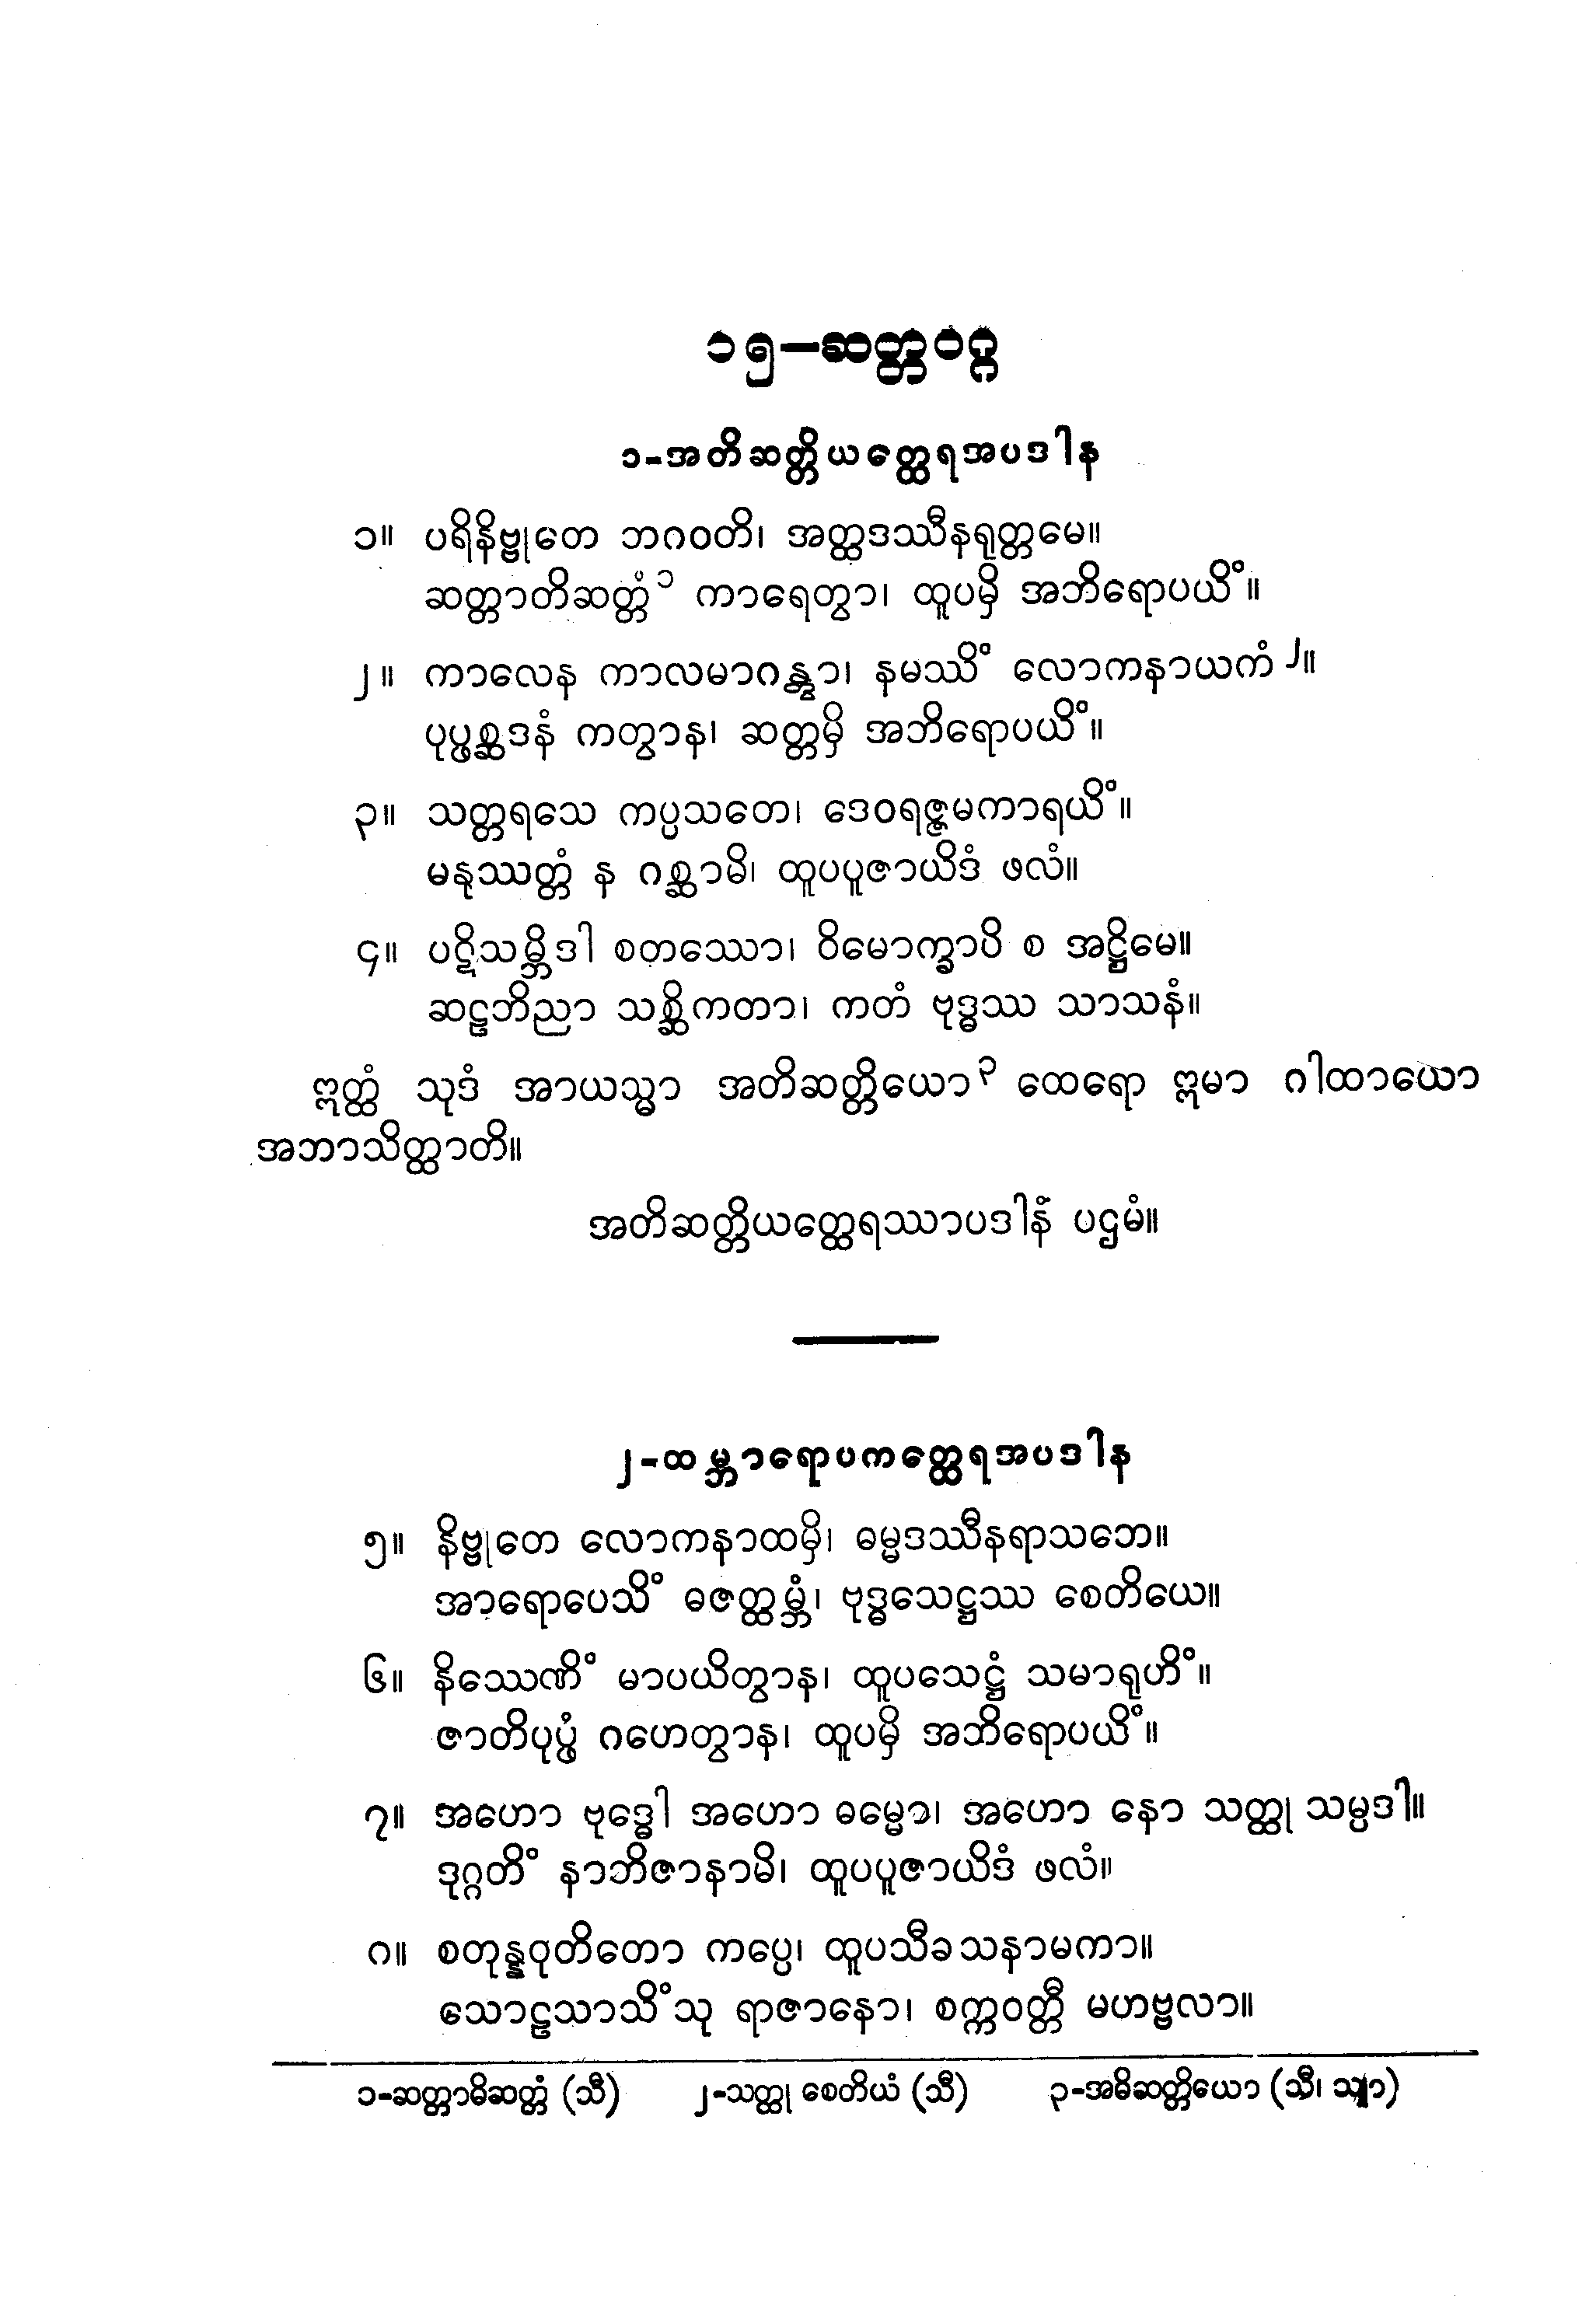 ၁၅–ဆတ္တဝဂ္ဂ
၁-အတိဆတ္တိယတ္ထေရအပဒါန
၁။ ပရိနိဗ္ဗုတေ ဘဂဝတိ၊ အတ္ထဒဿီနရုတ္တမေ။
ဆတ္တာတိဆတ္တံ၁ ကာရေတွာ၊ ထူပမှိ အဘိရောပယိံ။
၂။ ကာလေန ကာလမာဂန္တွာ၊ နမဿိံ လောကနာယကံ၂။
ပုပ္ဖစ္ဆဒနံ ကတွာန၊ ဆတ္တမှိ အဘိရောပယိံ။
၃။ သတ္တရသေ ကပ္ပသတေ၊ ဒေဝရဇ္ဇမကာရယိံ။
မနုဿတ္တံ န ဂစ္ဆာမိ၊ ထူပပူဇာယိဒံ ဖလံ။
၄။ ပဋိသမ္ဘိဒါ စတဿော၊ ဝိမောက္ခာပိ စ အဋ္ဌိမေ။
ဆဠဘိညာ သစ္ဆိကတာ၊ ကတံ ဗုဒ္ဓဿ သာသနံ။
ဣတ္ထံ သုဒံ အာယသ္မာ အတိဆတ္တိယော၃ ထေရော ဣမာ ဂါထာယော
အဘာသိတ္ထာတိ။
အတိဆတ္တိယတ္ထေရဿာပဒါနံ ပဌမံ။
၂-ထမ္ဘာရောပကတ္ထေရအပဒါန
၅။ နိဗ္ဗုတေ လောကနာထမှိ၊ ဓမ္မဒဿီနရာသဘေ။
အာရောပေသိံ ဓဇတ္ထမ္ဘံ၊ ဗုဒ္ဓသေဋ္ဌဿ စေတိယေ။
၆။ နိဿေဏိံ မာပယိတွာန၊ ထူပသေဋ္ဌံ သမာရုဟိံ။
ဇာတိပုပ္ဖံ ဂဟေတွာန၊ ထူပမှိ အဘိရောပယိံ။
၇။ အဟော ဗုဒ္ဓေါ အဟော ဓမ္မော၊ အဟော နော သတ္ထု သမ္ပဒါ။
ဒုဂ္ဂတိံ နာဘိဇာနာမိ၊ ထူပပူဇာယိဒံ ဖလံ။
၈။ စတုန္နဝုတိတော ကပ္ပေ၊ ထူပသီခသနာမကာ။
သောဠသာသိံသု ရာဇာနော၊ စက္ကဝတ္တီ မဟဗ္ဗလာ။
၁-ဆတ္တာဓိဆတ္တံ (သီ) ၂-သတ္ထု စေတိယံ (သီ) ၃-အဓိဆတ္တိယော (သီ၊ သျာ)